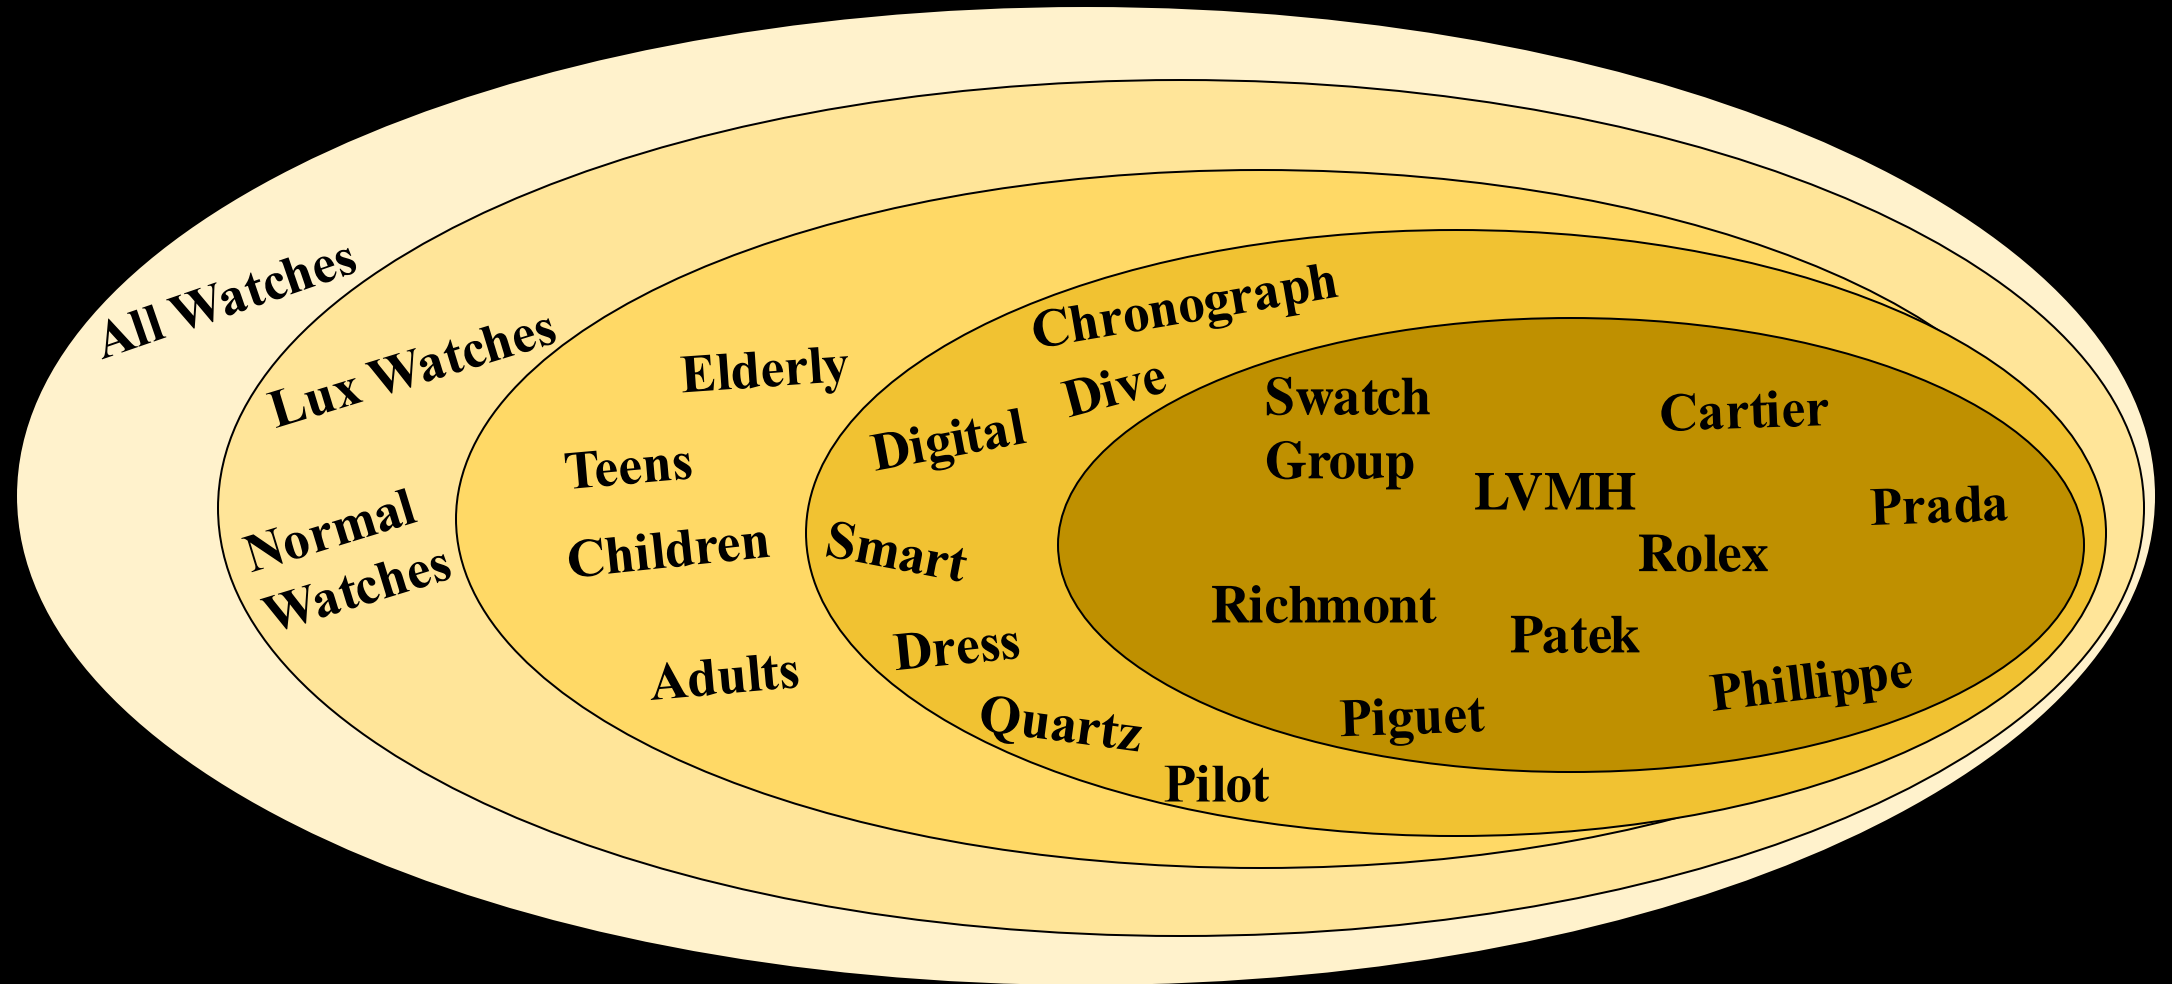 All Watches
Lux Watches
Normal
Watches
Elderly
Teens
Children
Adults
Chronograph
Dive
Digital
Smart
Dress
Quartz
Pilot
Swatch
Group
Cartier
LVMH
Prada
Rolex
Richmont
Patek
Phillippe
Piguet